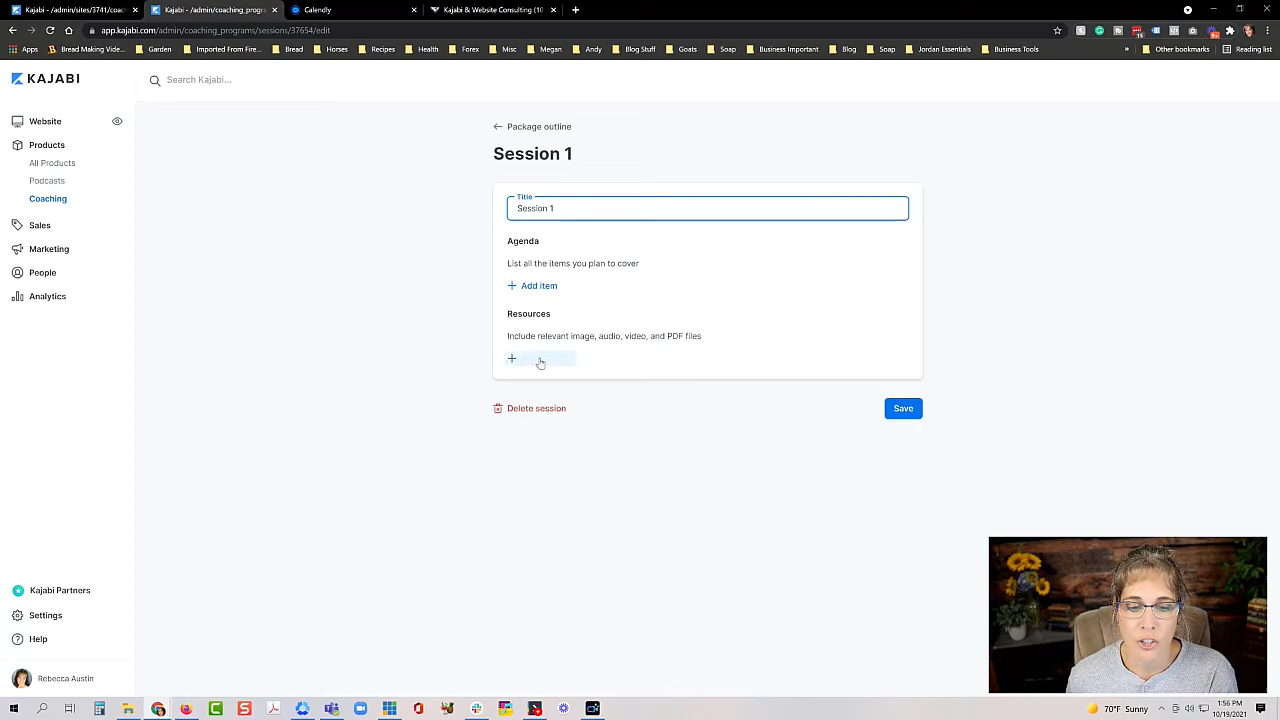 Kajabi - /admin/sites/3741/coac
Kajabi - /admin/coaching_progra
Calendly
Kajabi & Website Consulting (10
app.kajabi.com/admin/coaching_programs/sessions/37654/edit
Apps
Bread Making Vide...
Garden
Imported From Fire...
Bread
Horses
Recipes
Health
Forex
Misc
Megan
Andy
Blog Stuff
Goats
Soap
Business Important
Blog
Soap
Jordan Essentials
Business Tools
»
Other bookmarks
Reading list
KAJABI
Search Kajabi...
Website
Products
All Products
Podcasts
Coaching
Sales
Marketing
People
Analytics
Package outline
Session 1
Title
Session 1
Agenda
List all the items you plan to cover
+ Add item
Resources
Include relevant image, audio, video, and PDF files
+
Delete session
Save
Kajabi Partners
Settings
Help
Rebecca Austin
70°F Sunny
1:56 PM
10/19/2021